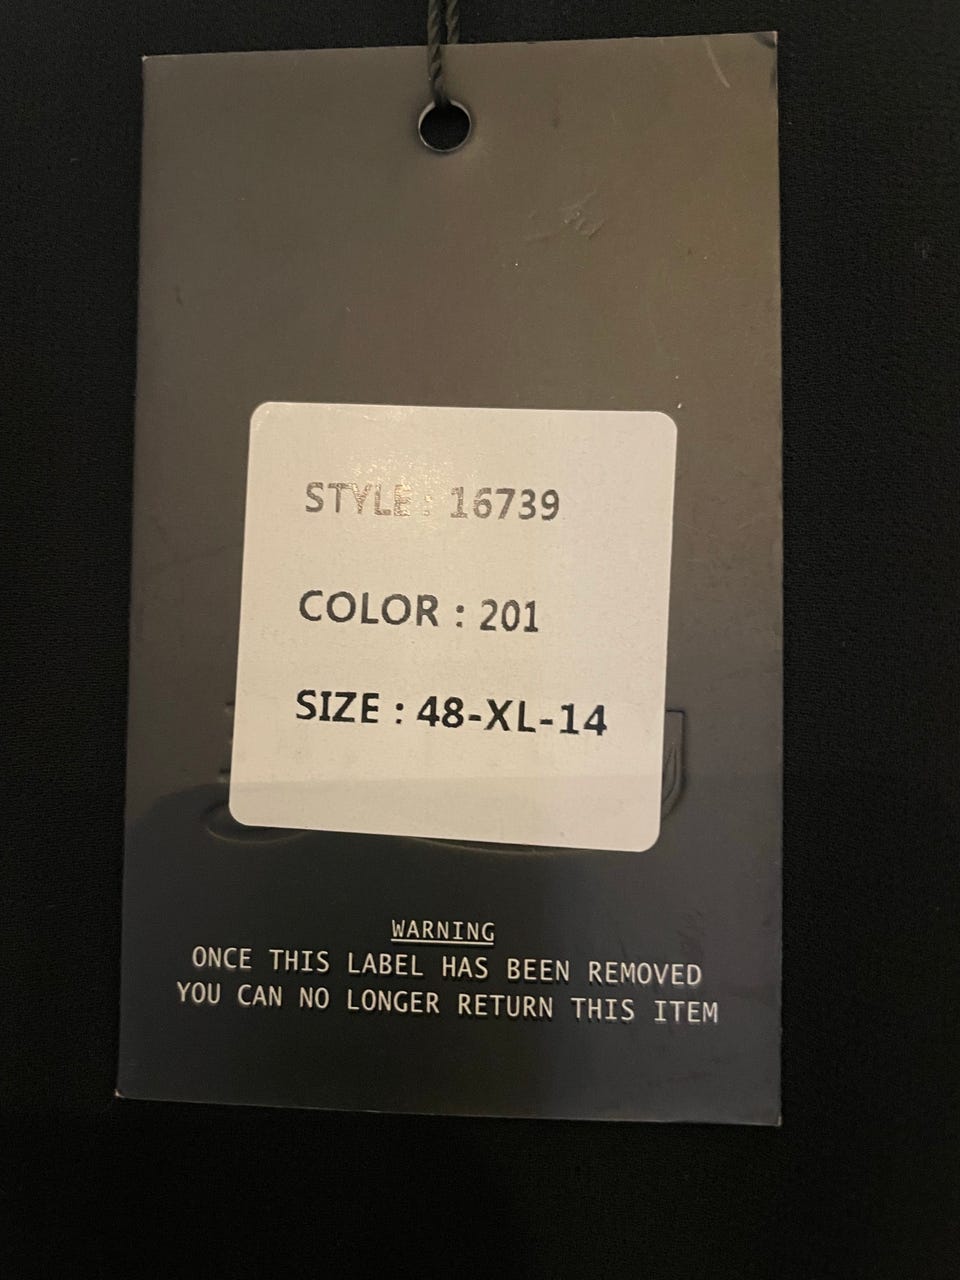 STYLE : 16739
COLOR : 201
SIZE : 48-XL-14
WARNING
ONCE THIS LABEL HAS BEEN REMOVED
YOU CAN NO LONGER RETURN THIS ITEM